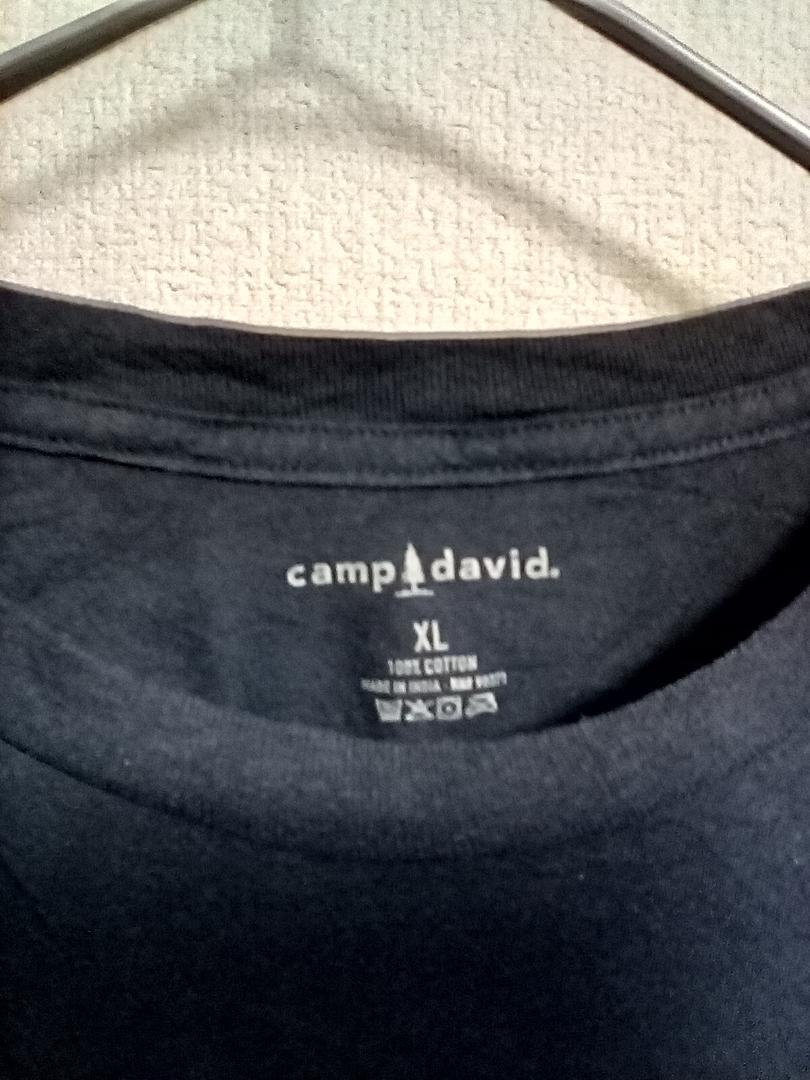 camp david.
XL
100% COTTON
MADE IN INDIA